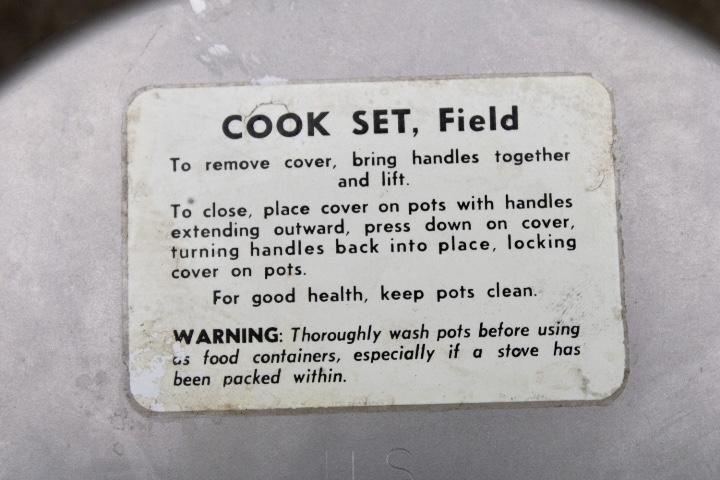 COOK SET, Field
To remove cover, bring handles together
and lift.
To close, place cover on pots with handles
extending outward, press down on cover,
turning handles back into place, locking
cover on pots.
For good health, keep pots clean.
WARNING: Thoroughly wash pots before using
as food containers, especially if a stove has
been packed within.
U S